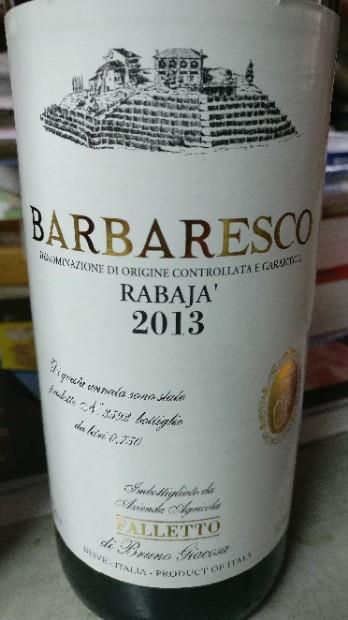 BARBARESCO
DENOMINAZIONE DI ORIGINE CONTROLLATA E GARANTITA
RABAJA'
2013
Di questa annata sono state
prodotte N.° 3592 bottiglie
da litri 0,750
Imbottigliato da
Azienda Agricola
FALLETTO
di Bruno Giacosa
NEIVE - ITALIA - PRODUCT OF ITALY